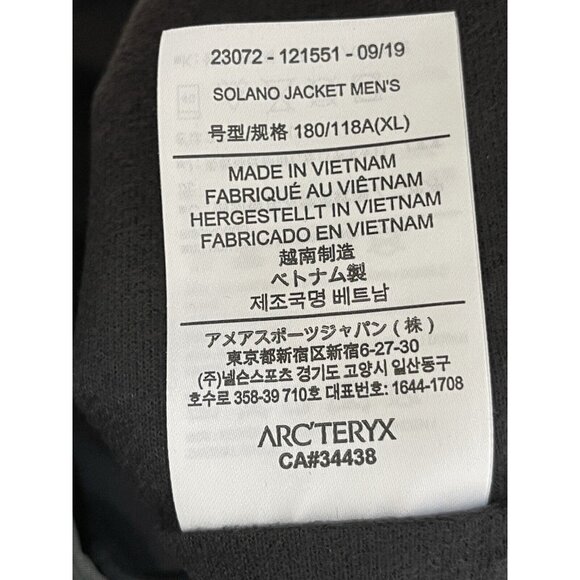 23072 - 121551 - 09/19
SOLANO JACKET MEN'S
号型/规格 180/118A(XL)
MADE IN VIETNAM
FABRIQUÉ AU VIÊTNAM
HERGESTELLT IN VIETNAM
FABRICADO EN VIETNAM
越南制造
ベトナム製
제조국명 베트남
アメアスポーツジャパン(株)
東京都新宿区新宿6-27-30
(주)넬슨스포츠 경기도 고양시 일산동구
호수로 358-39 710호 대표번호: 1644-1708
ARC'TERYX
CA#34438